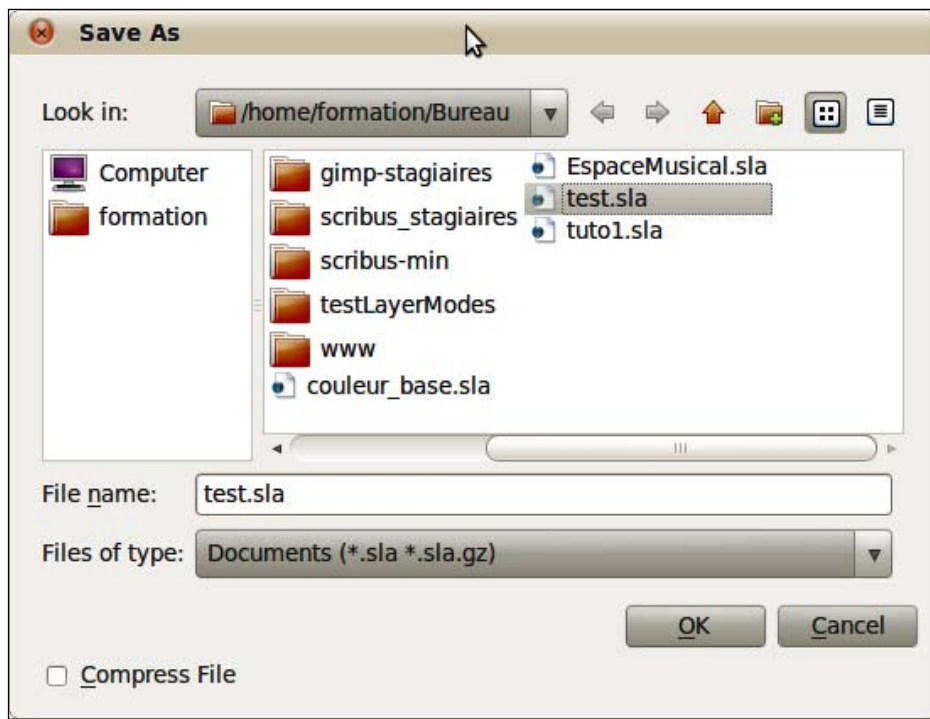 Save As
Look in: /home/formation/Bureau
Computer
formation
gimp-stagiaires
scribus_stagiaires
scribus-min
testLayerModes
www
couleur_base.sla
EspaceMusical.sla
test.sla
tuto1.sla
File name: test.sla
Files of type: Documents (*.sla *.sla.gz)
OK Cancel
Compress File